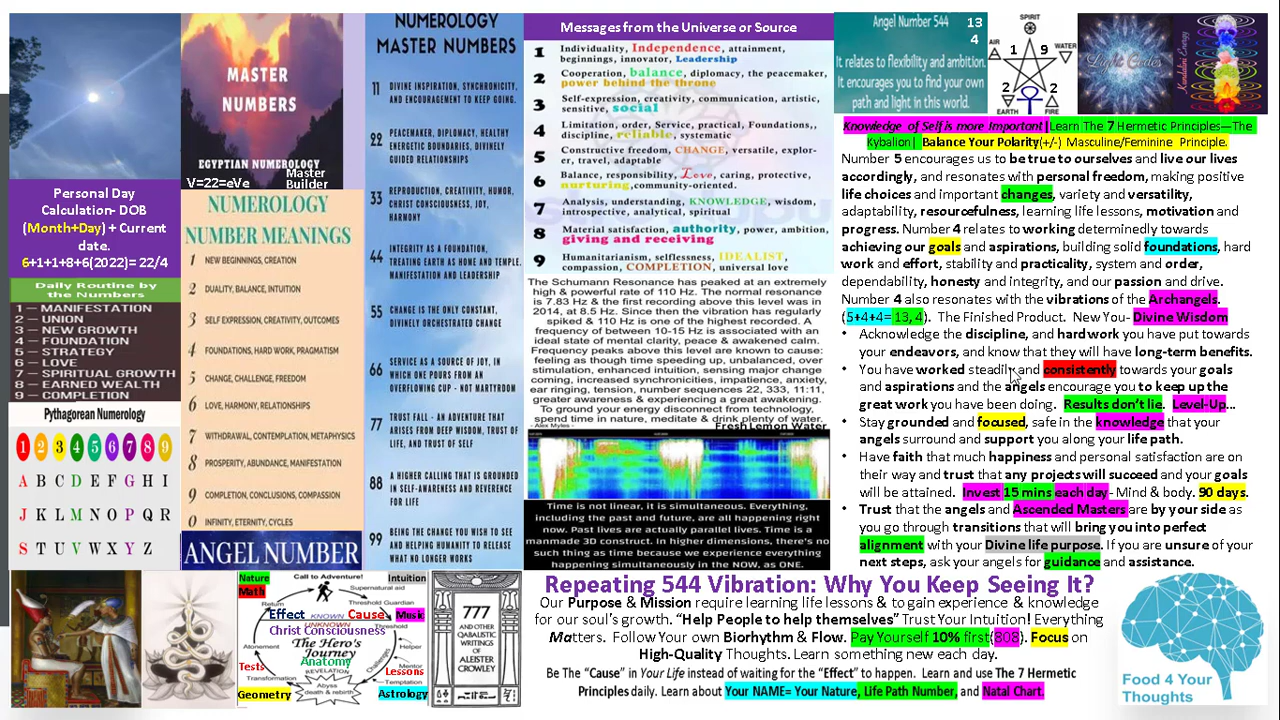 MASTER
NUMBERS
EGYPTIAN NUMEROLOGY
V=22=eVe
Master
Builder
Personal Day
Calculation- DOB
(Month+Day) + Current
date.
6+1+1+8+6(2022)= 22/4
Daily Routine by
the Numbers
1 — MANIFESTATION
2 — UNION
3 — NEW GROWTH
4 — FOUNDATION
5 — STRATEGY
6 — LOVE
7 — SPIRITUAL GROWTH
8 — EARNED WEALTH
9 — COMPLETION
Pythagorean Numerology
1 2 3 4 5 6 7 8 9
A B C D E F G H I
J K L M N O P Q R
S T U V W X Y Z
NUMEROLOGY
NUMBER MEANINGS
1 NEW BEGINNINGS, CREATION
2 DUALITY, BALANCE, INTUITION
3 SELF EXPRESSION, CREATIVITY, OUTCOMES
4 FOUNDATIONS, HARD WORK, PRAGMATISM
5 CHANGE, CHALLENGE, FREEDOM
6 LOVE, HARMONY, RELATIONSHIPS
7 WITHDRAWAL, CONTEMPLATION, METAPHYSICS
8 PROSPERITY, ABUNDANCE, MANIFESTATION
9 COMPLETION, CONCLUSIONS, COMPASSION
0 INFINITY, ETERNITY, CYCLES
ANGEL NUMBER
NUMEROLOGY
MASTER NUMBERS
11 DIVINE INSPIRATION, SYNCHRONICITY,
AND ENCOURAGEMENT TO KEEP GOING.
22 PEACEMAKER, DIPLOMACY, HEALTHY
ENERGETIC BOUNDARIES, DIVINELY
GUIDED RELATIONSHIPS
33 REPRODUCTION, CREATIVITY, HUMOR,
CHRIST CONSCIOUSNESS, JOY,
HARMONY
44 INTEGRITY AS A FOUNDATION,
TREATING EARTH AS HOME AND TEMPLE,
MANIFESTATION AND LEADERSHIP
55 CHANGE IS THE ONLY CONSTANT,
DIVINELY ORCHESTRATED CHANGE
66 SERVICE AS A SOURCE OF JOY, IN
WHICH ONE POURS FROM AN
OVERFLOWING CUP - NOT MARTYRDOM
77 TRUST FALL - AN ADVENTURE THAT
ARISES FROM DEEP WISDOM, TRUST OF
LIFE, AND TRUST OF SELF
88 A HIGHER CALLING THAT IS GROUNDED
IN SELF-AWARENESS AND REVERENCE
FOR LIFE
99 BEING THE CHANGE YOU WISH TO SEE
AND HELPING HUMANITY TO RELEASE
WHAT NO LONGER WORKS
Messages from the Universe or Source
1 Individuality, Independence, attainment,
beginnings, innovator, Leadership
2 Cooperation, balance, diplomacy, the peacemaker,
power behind the throne
3 Self-expression, creativity, communication, artistic,
sensitive, social
4 Limitation, order, Service, practical, Foundations,,
discipline, reliable, systematic
5 Constructive freedom, CHANGE, versatile, explor-
er, travel, adaptable
6 Balance, responsibility, Love, caring, protective,
nurturing,community-oriented.
7 Analysis, understanding, KNOWLEDGE, wisdom,
introspective, analytical, spiritual
8 Material satisfaction, authority, power, ambition,
giving and receiving
9 Humanitarianism, selflessness, IDEALIST,
compassion, COMPLETION, universal love
The Schumann Resonance has peaked at an extremely
high & powerful rate of 110 Hz. The normal resonance
is 7.83 Hz & the first recording above this level was in
2014, at 8.5 Hz. Since then the vibration has regularly
spiked & 110 Hz is one of the highest recorded. A
frequency of between 10-15 Hz is associated with an
ideal state of mental clarity, peace & awakened calm.
Frequency peaks above this level are known to cause:
feeling as though time speeding up, unbalanced, over
stimulation, enhanced intuition, sensing major change
coming, increased synchronicities, impatience, anxiety,
ear ringing, tension, number sequences 22, 333, 11:11,
greater awareness & experiencing a great awakening.
To ground your energy disconnect from technology,
spend time in nature, meditate & drink plenty of water.
- Alex Myles -
Fresh Lemon Water
Time is not linear, it is simultaneous. Everything,
including the past and future, are all happening right
now. Past lives are actually parallel lives. Time is a
manmade 3D construct. In higher dimensions, there's no
such thing as time because we experience everything
happening simultaneously in the NOW, as ONE.
Angel Number 544
13
4
It relates to flexibility and ambition.
It encourages you to find your own
path and light in this world.
SPIRIT
AIR
1 9
WATER
2 2
EARTH
FIRE
Light Codes
Kundalini Energy
Knowledge of Self is more Important|Learn The 7 Hermetic Principles—The
Kybalion| Balance Your Polarity(+/-) Masculine/Feminine Principle.
Number 5 encourages us to be true to ourselves and live our lives
accordingly, and resonates with personal freedom, making positive
life choices and important changes, variety and versatility,
adaptability, resourcefulness, learning life lessons, motivation and
progress. Number 4 relates to working determinedly towards
achieving our goals and aspirations, building solid foundations, hard
work and effort, stability and practicality, system and order,
dependability, honesty and integrity, and our passion and drive.
Number 4 also resonates with the vibrations of the Archangels.
(5+4+4= 13, 4). The Finished Product. New You- Divine Wisdom
• Acknowledge the discipline, and hard work you have put towards
your endeavors, and know that they will have long-term benefits.
• You have worked steadily and consistently towards your goals
and aspirations and the angels encourage you to keep up the
great work you have been doing. Results don't lie. Level-Up...
• Stay grounded and focused, safe in the knowledge that your
angels surround and support you along your life path.
• Have faith that much happiness and personal satisfaction are on
their way and trust that any projects will succeed and your goals
will be attained. Invest 15 mins each day- Mind & body. 90 days.
• Trust that the angels and Ascended Masters are by your side as
you go through transitions that will bring you into perfect
alignment with your Divine life purpose. If you are unsure of your
next steps, ask your angels for guidance and assistance.
Nature
Math
Call to Adventure!
Intuition
Supernatural aid
Return
Threshold Guardian
Effect KNOWN Cause
Music
UNKNOWN
Threshold
Christ Consciousness
The Hero's
Journey
Helper
Atonement
Anatomy
REVELATION
Mentor
Challenges
Tests
Lessons
Transformation
Abyss
death & rebirth
Temptation
Geometry
Astrology
777
AND OTHER
QABALISTIC
WRITINGS
OF
ALEISTER
CROWLEY
Repeating 544 Vibration: Why You Keep Seeing It?
Our Purpose & Mission require learning life lessons & to gain experience & knowledge
for our soul's growth. “Help People to help themselves” Trust Your Intuition! Everything
Matters. Follow Your own Biorhythm & Flow. Pay Yourself 10% first(808). Focus on
High-Quality Thoughts. Learn something new each day.
Be The “Cause” in Your Life instead of waiting for the “Effect” to happen. Learn and use The 7 Hermetic
Principles daily. Learn about Your NAME= Your Nature, Life Path Number, and Natal Chart.
Food 4 Your
Thoughts